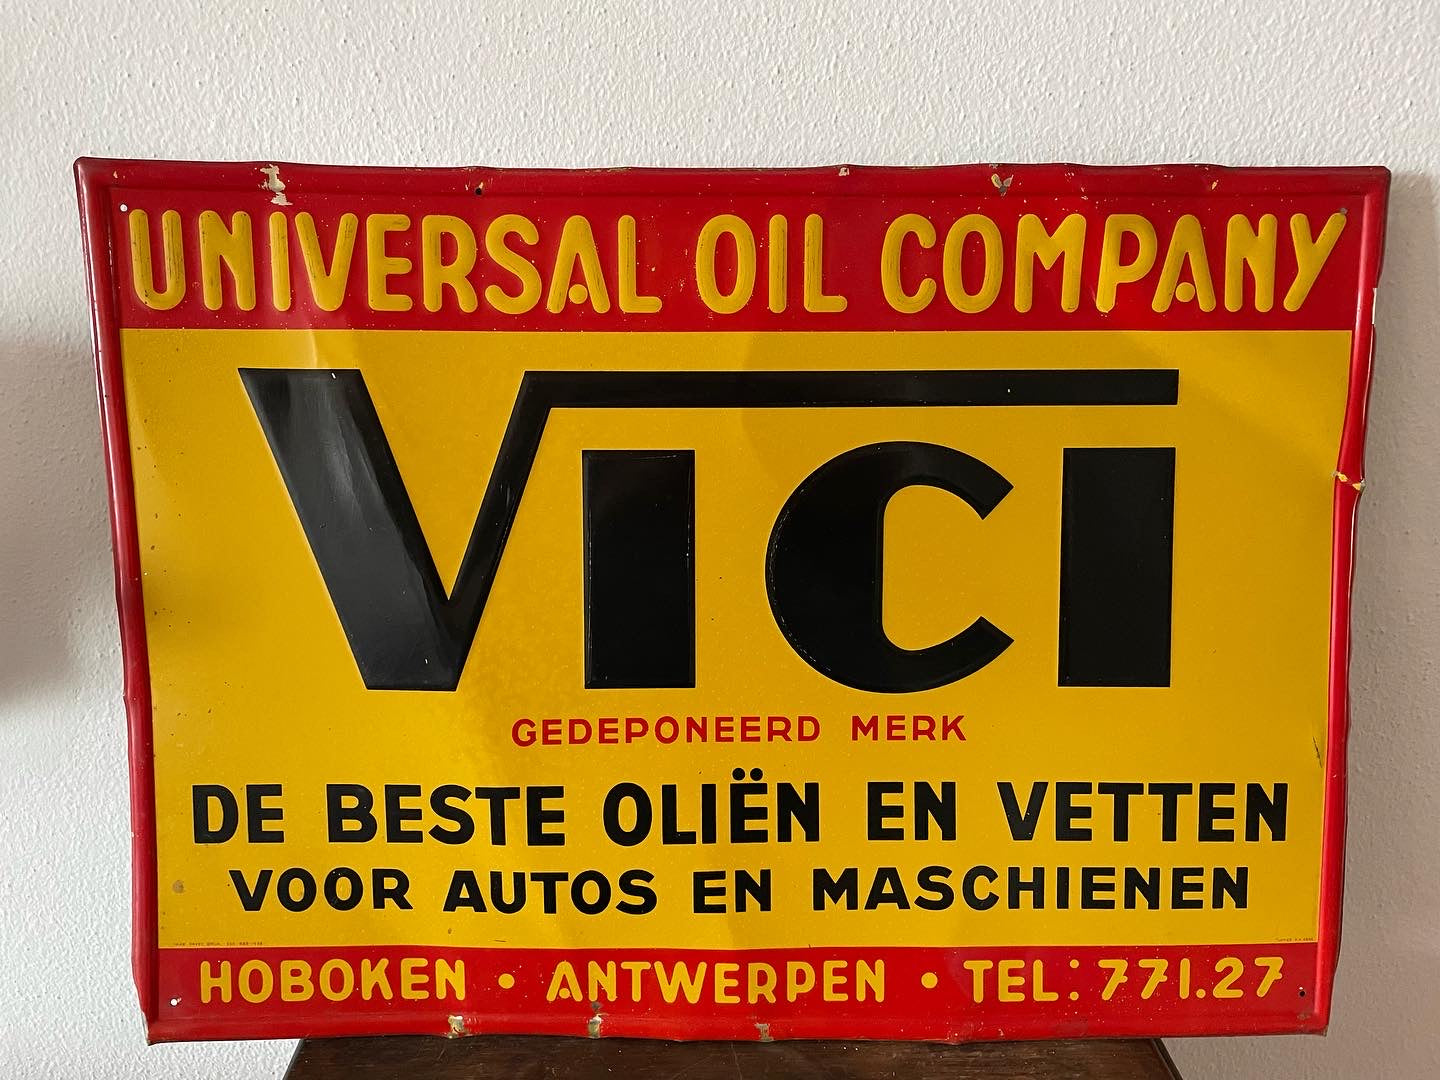 UNIVERSAL OIL COMPANY
VICI
GEDEPONEERD MERK
DE BESTE OLIËN EN VETTEN
VOOR AUTOS EN MASCHIENEN
HOBOKEN • ANTWERPEN • TEL: 771.27